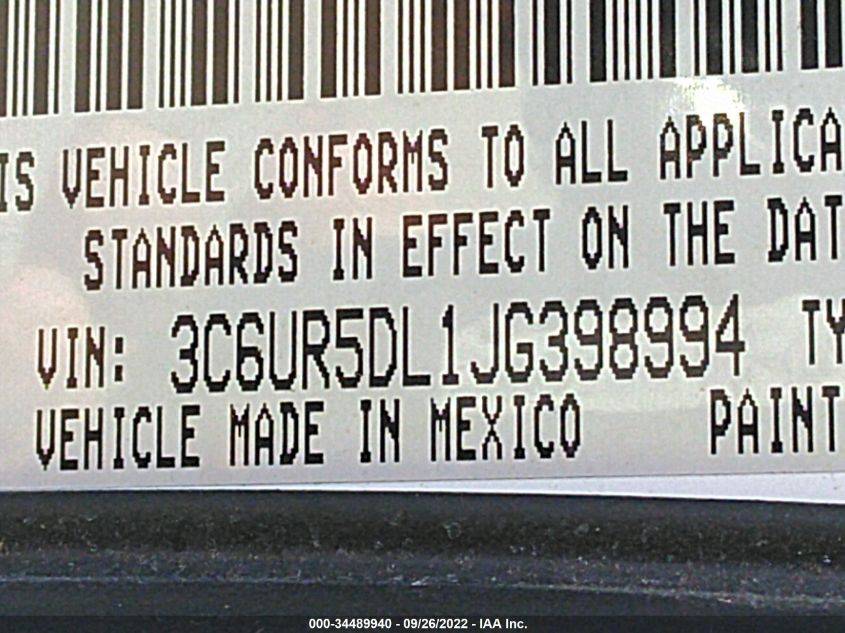 IS VEHICLE CONFORMS TO ALL APPLICA
STANDARDS IN EFFECT ON THE DAT
VIN: 3C6UR5DL1JG398994 TY
VEHICLE MADE IN MEXICO PAINT
000-34489940 - 09/26/2022 - IAA Inc.